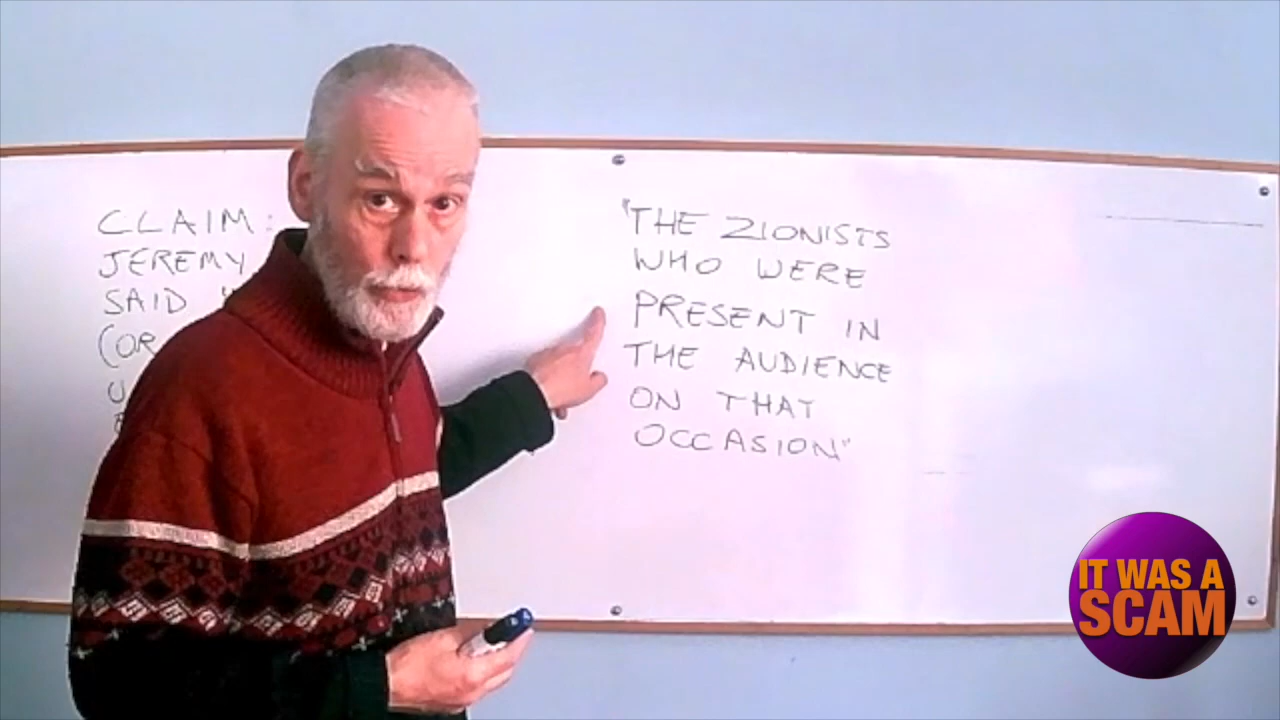 CLAIM:
JEREMY
SAID "
(OR
"THE ZIONISTS
WHO WERE
PRESENT IN
THE AUDIENCE
ON THAT
OCCASION"
IT WAS A
SCAM